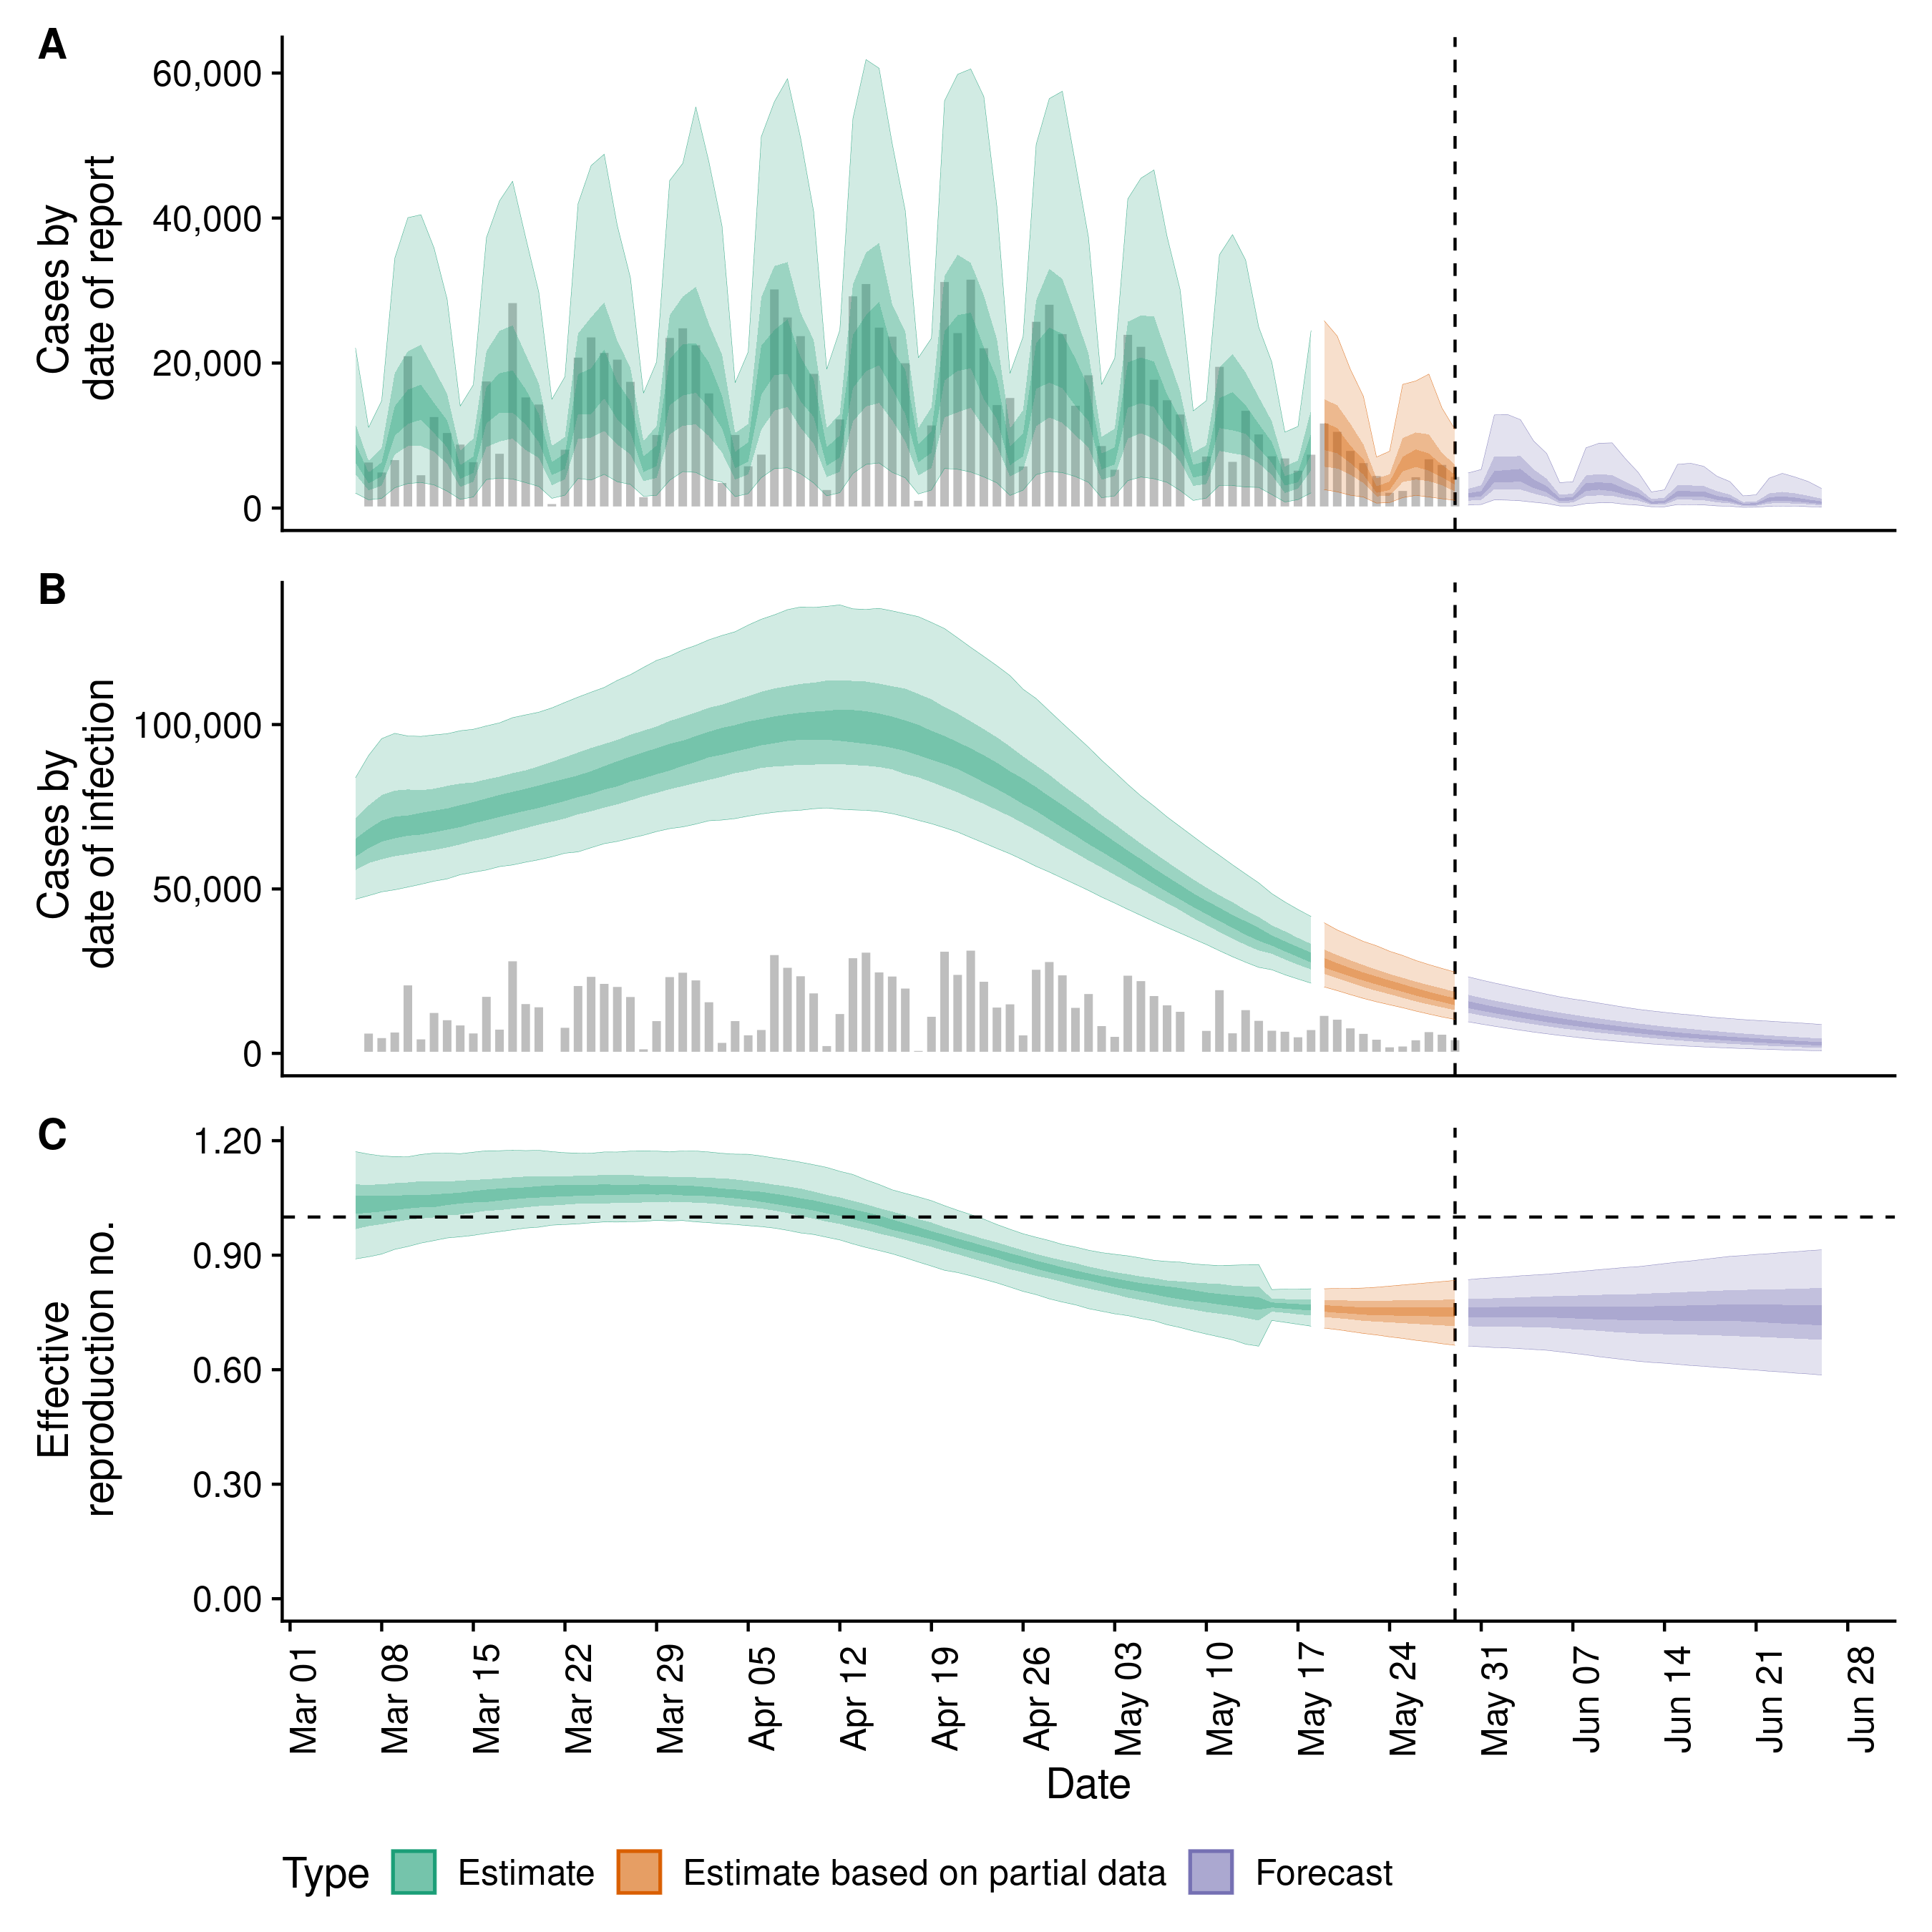 A
60,000
40,000
20,000
0
Cases by
date of report
B
100,000
50,000
0
Cases by
date of infection
C
1.20
0.90
0.60
0.30
0.00
Effective
reproduction no.
Mar 01
Mar 08
Mar 15
Mar 22
Mar 29
Apr 05
Apr 12
Apr 19
Apr 26
May 03
May 10
May 17
May 24
May 31
Jun 07
Jun 14
Jun 21
Jun 28
Date
Type Estimate Estimate based on partial data Forecast